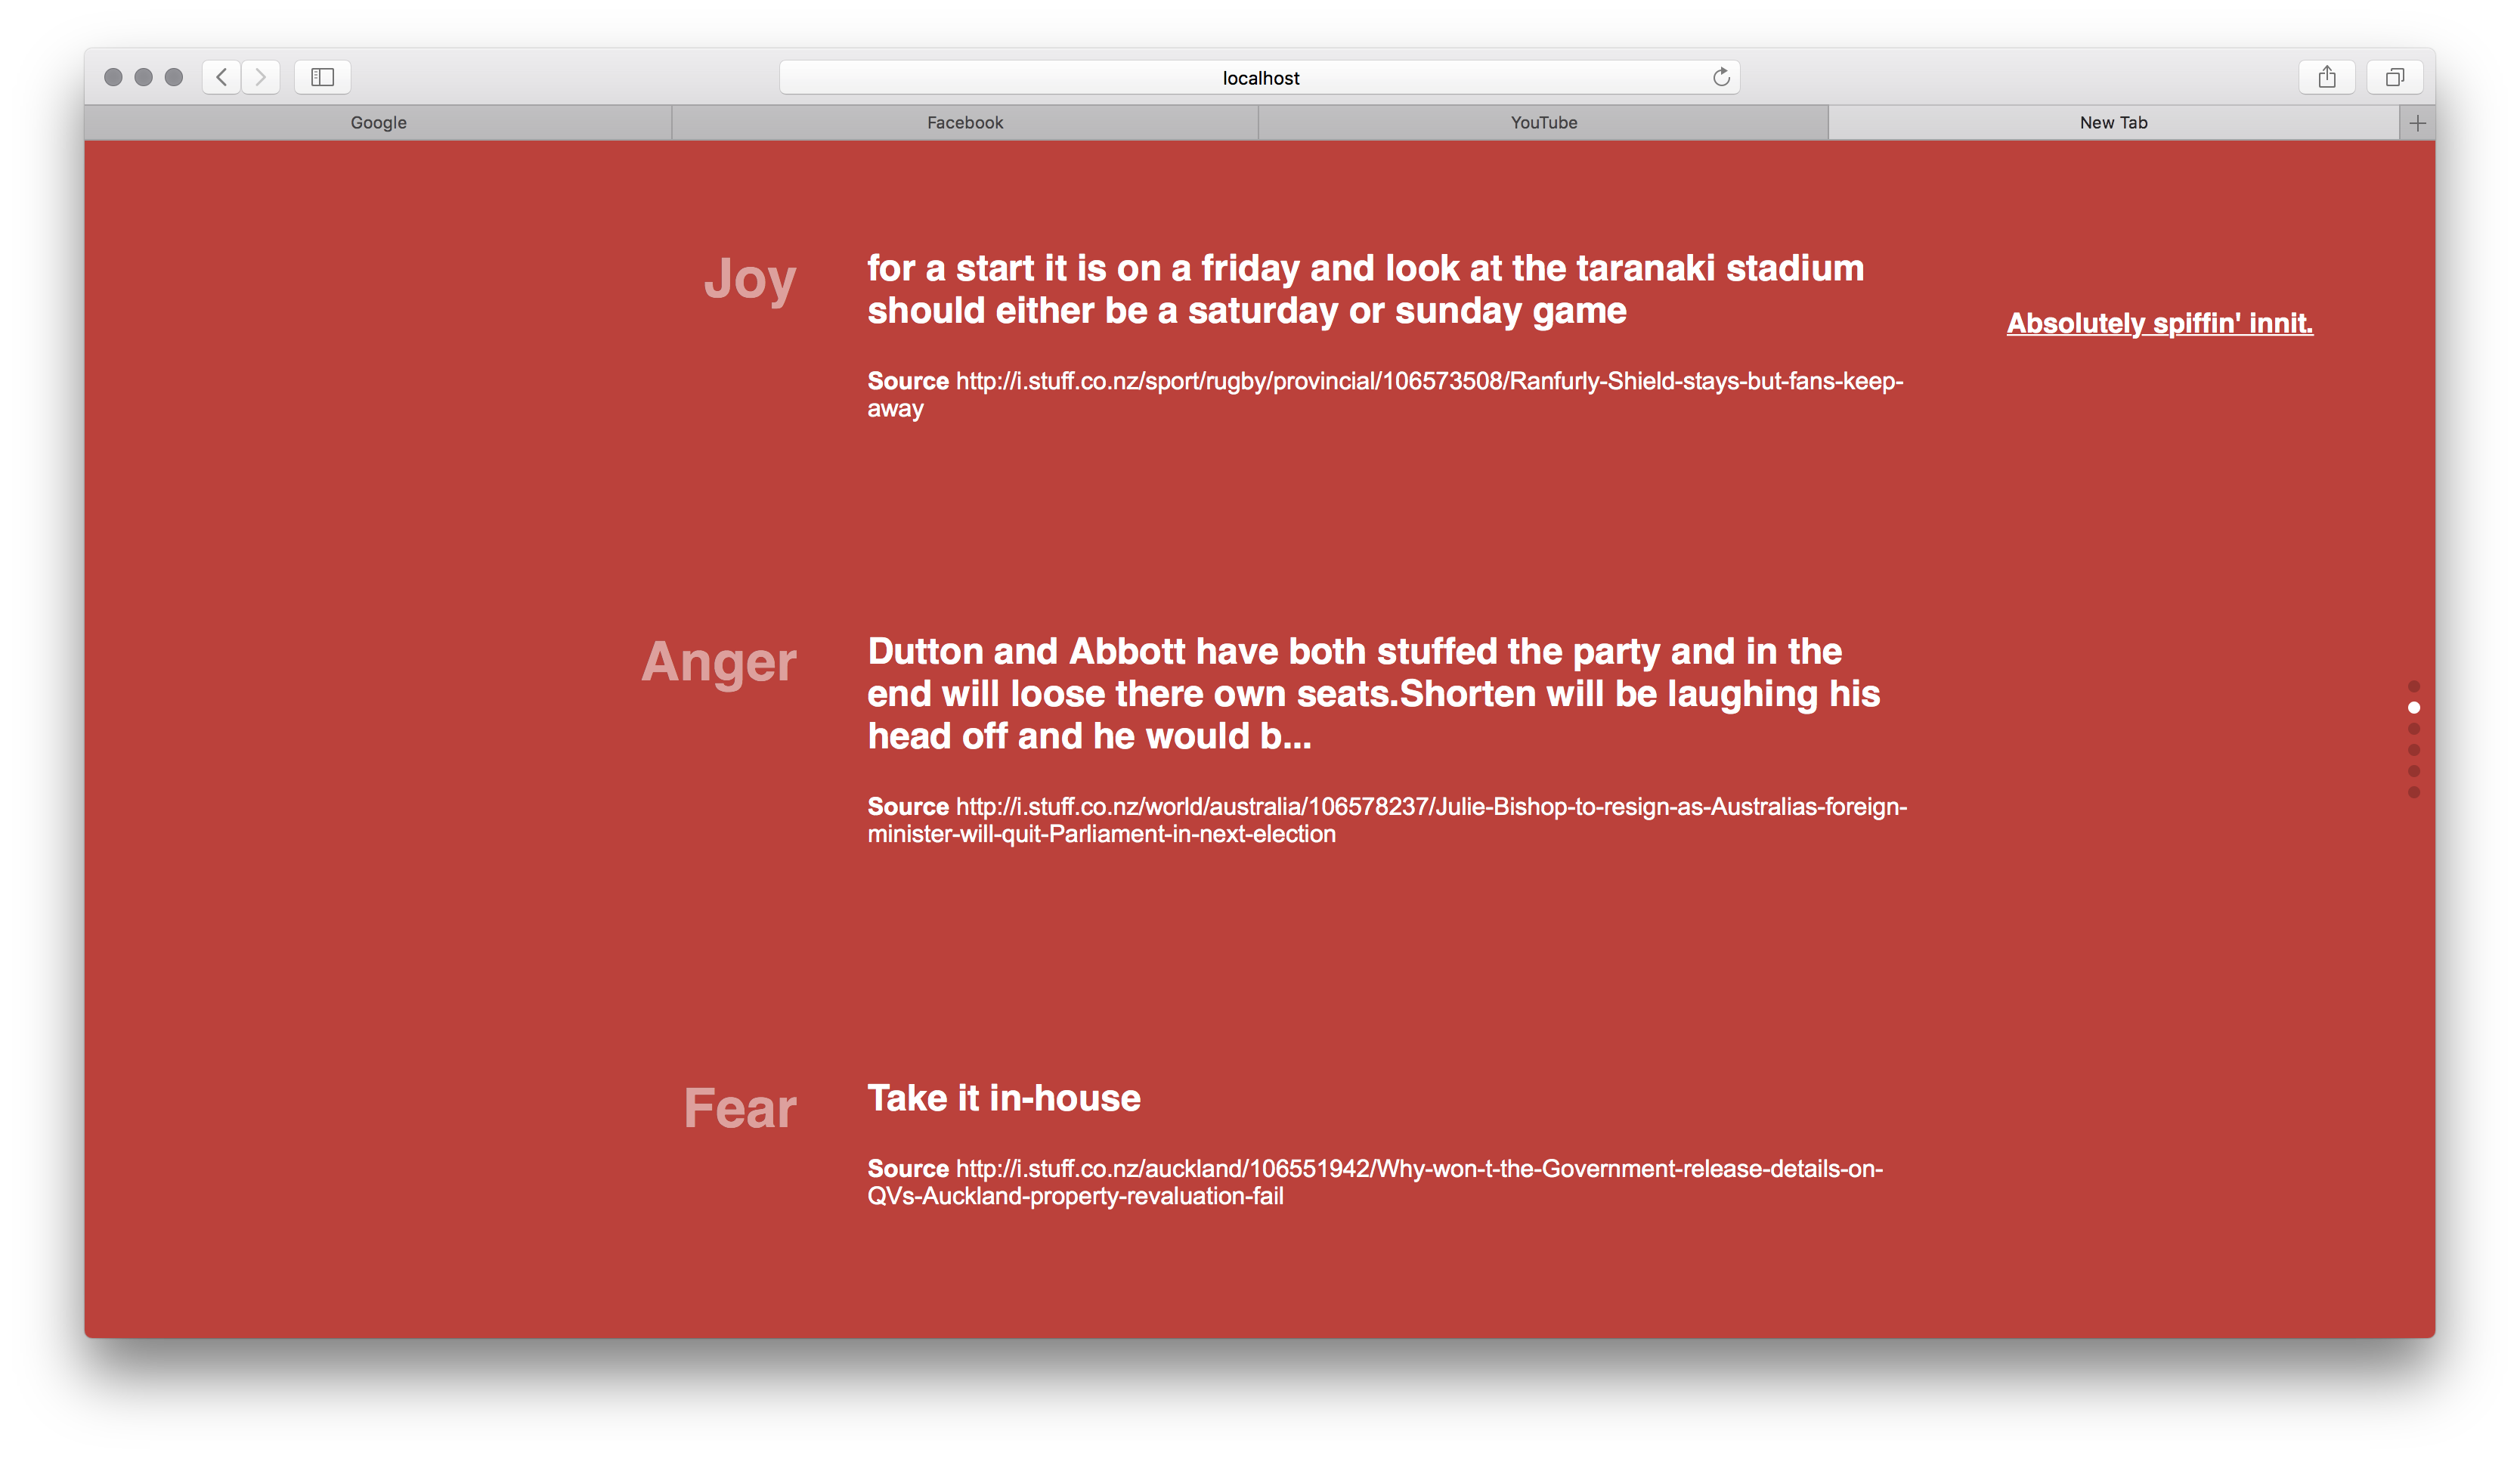 localhost
Google
Facebook
YouTube
New Tab
Joy
for a start it is on a friday and look at the taranaki stadium
should either be a saturday or sunday game
Source http://i.stuff.co.nz/sport/rugby/provincial/106573508/Ranfurly-Shield-stays-but-fans-keep-
away
Absolutely spiffin' innit.
Anger
Dutton and Abbott have both stuffed the party and in the
end will loose there own seats.Shorten will be laughing his
head off and he would b...
Source http://i.stuff.co.nz/world/australia/106578237/Julie-Bishop-to-resign-as-Australias-foreign-
minister-will-quit-Parliament-in-next-election
Fear
Take it in-house
Source http://i.stuff.co.nz/auckland/106551942/Why-won-t-the-Government-release-details-on-
QVs-Auckland-property-revaluation-fail